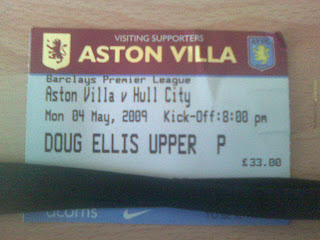 VISITING SUPPORTERS
ASTON VILLA
Barclays Premier League
Aston Villa v Hull City
Mon 04 May, 2009 Kick-Off:8:00 pm
DOUG ELLIS UPPER P
£33.00
acorns